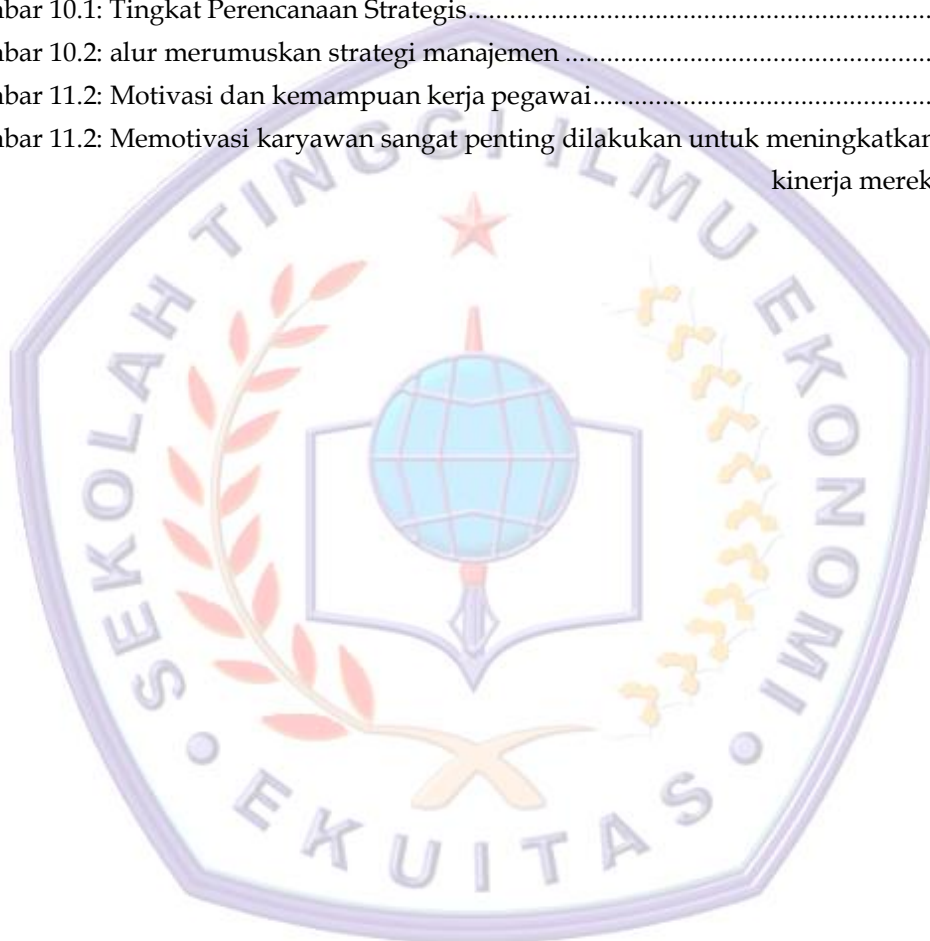 bar 10.1: Tingkat Perencanaan Strategis
bar 10.2: alur merumuskan strategi manajemen
bar 11.2: Motivasi dan kemampuan kerja pegawai
bar 11.2: Memotivasi karyawan sangat penting dilakukan untuk meningkatkan
kinerja merek
SEKOLAH TINGGI ILMU EKONOMI
EKUITAS